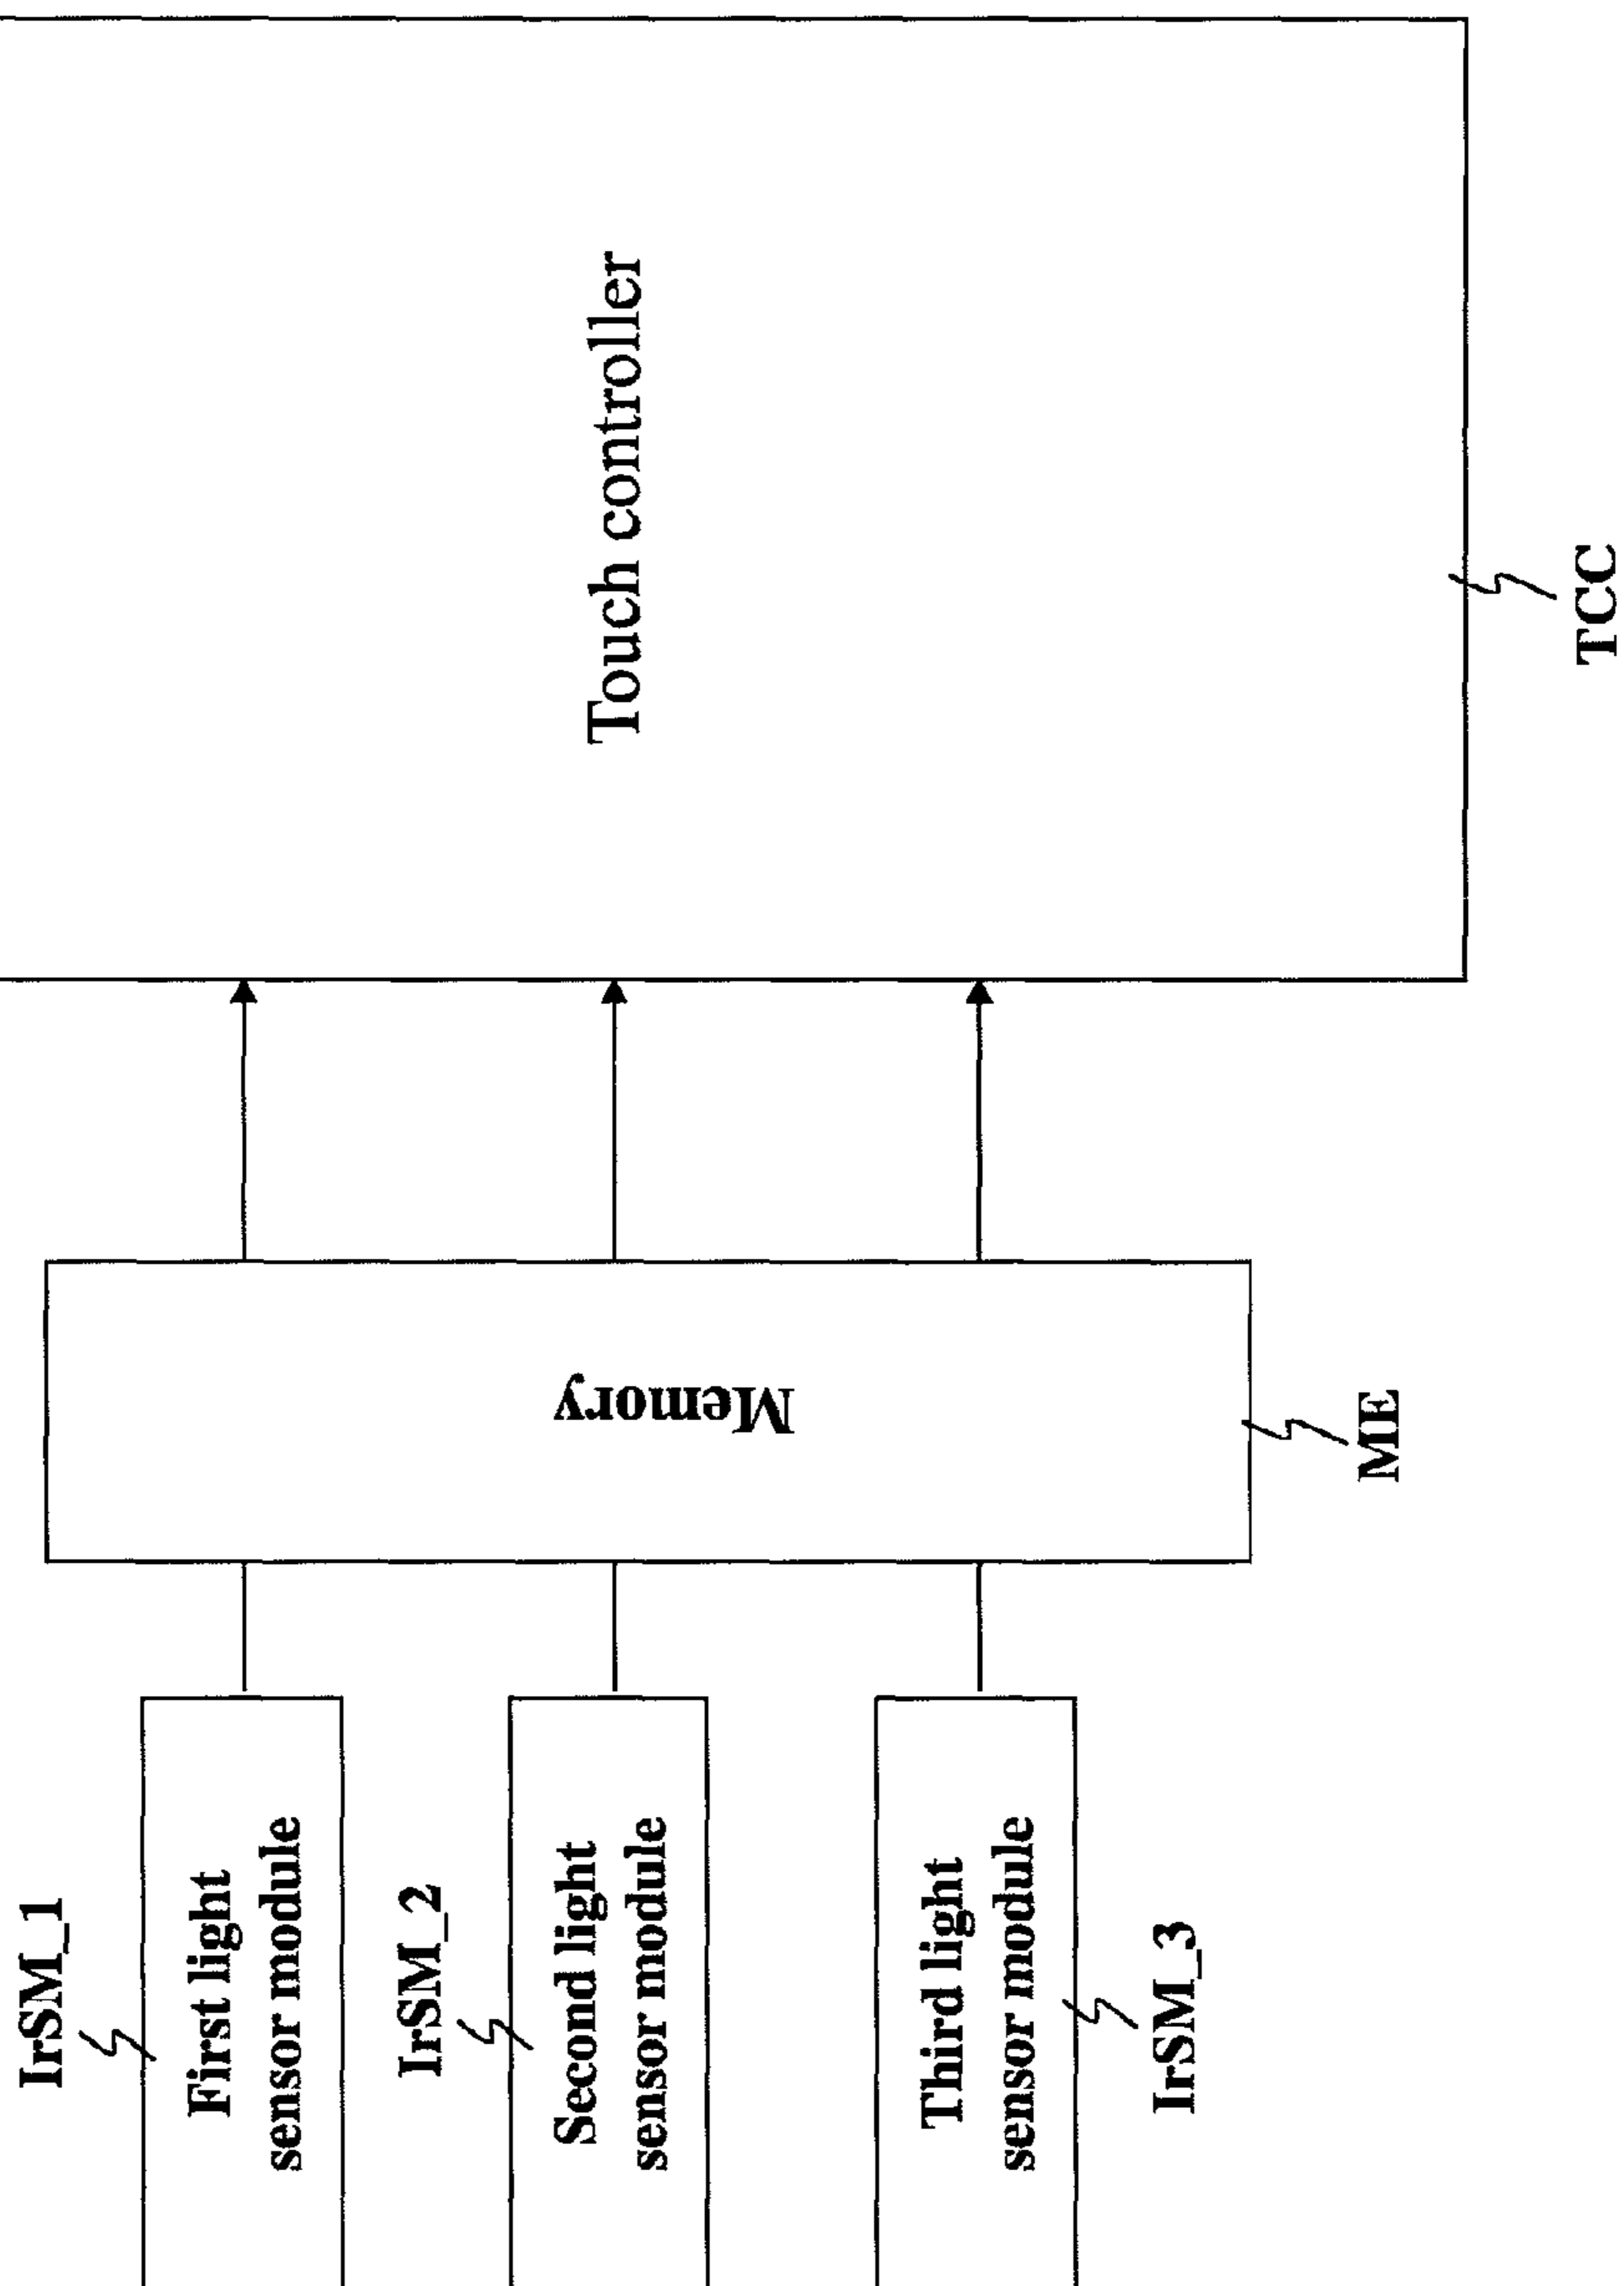 IrSM_1
First light
sensor module
IrSM_2
Second light
sensor module
Third light
sensor module
IrSM_3
Memory
ME
Touch controller
TCC